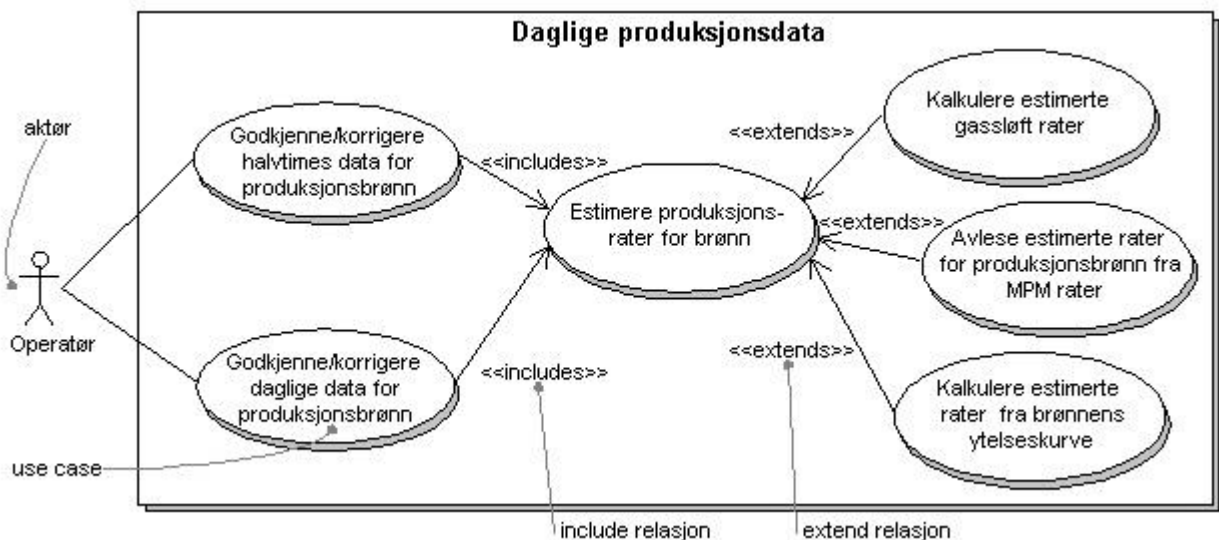 Daglige produksjonsdata
aktør
Operatør
use case
Godkjenne/korrigere
halvtimes data for
produksjonsbrønn
<<includes>>
Godkjenne/korrigere
daglige data for
produksjonsbrønn
<<includes>>
Estimere produksjons-
rater for brønn
<<extends>>
Kalkulere estimerte
gassløft rater
<<extends>>
Avlese estimerte rater
for produksjonsbrønn fra
MPM rater
<<extends>>
Kalkulere estimerte
rater fra brønnens
ytelseskurve
include relasjon
extend relasjon